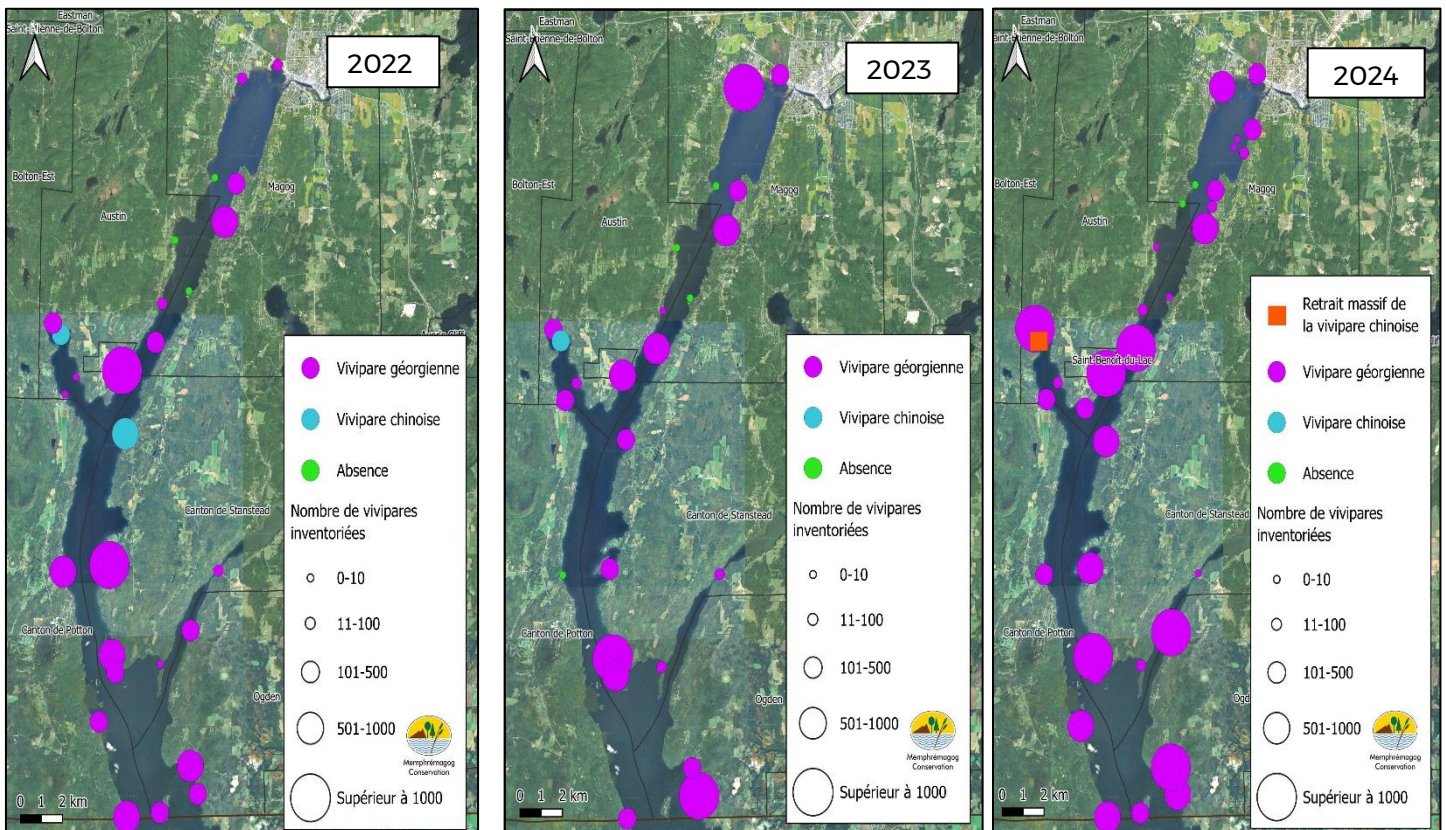 Eastman
Saint-Étienne-de-Bolton
2022
Bolton-Est
Magog
Austin
Vivipare géorgienne
Vivipare chinoise
Absence
Nombre de vivipares
inventoriées
0-10
11-100
101-500
501-1000
Supérieur à 1000
Canton de Stanstead
Canton de Potton
Ogden
Memphrémagog
Conservation
0 1 2 km
Eastman
Saint-Étienne-de-Bolton
2023
Bolton-Est
Magog
Austin
Vivipare géorgienne
Vivipare chinoise
Absence
Nombre de vivipares
inventoriées
0-10
11-100
101-500
501-1000
Supérieur à 1000
Canton de Stanstead
Canton de Potton
Ogden
Memphrémagog
Conservation
0 1 2 km
Eastman
Saint-Étienne-de-Bolton
2024
Bolton-Est
Magog
Austin
Saint-Benoît-du-Lac
Retrait massif de
la vivipare chinoise
Vivipare géorgienne
Vivipare chinoise
Absence
Nombre de vivipares
inventoriées
0-10
11-100
101-500
501-1000
Supérieur à 1000
Canton de Stanstead
Canton de Potton
Memphrémagog
Conservation
0 1 2 km